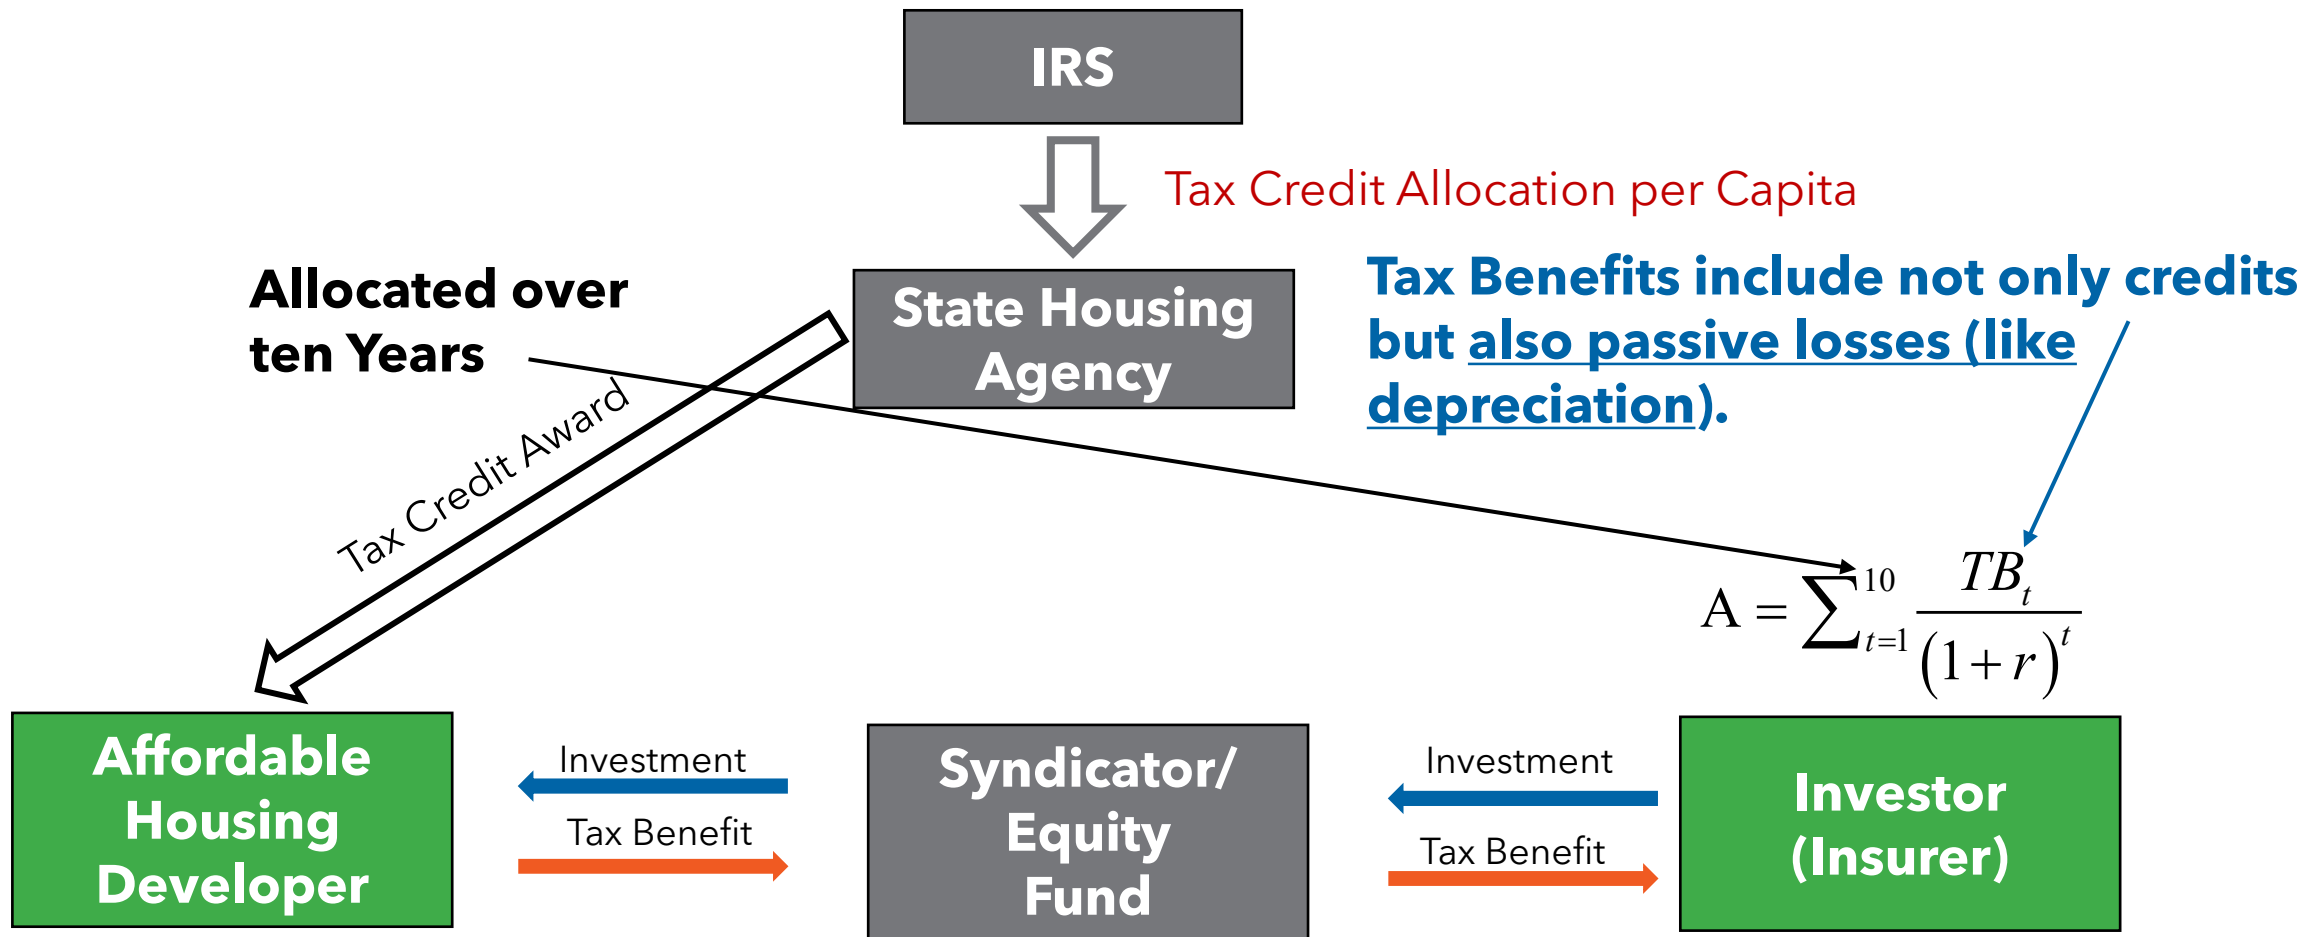 IRS
Tax Credit Allocation per Capita
Allocated over
ten Years
State Housing
Agency
Tax Benefits include not only credits
but also passive losses (like
depreciation).
Tax Credit Award
A = ∑_{t=1}^{10} TB_t / (1 + r)^t
Affordable
Housing
Developer
Investment
Tax Benefit
Syndicator/
Equity
Fund
Investment
Tax Benefit
Investor
(Insurer)